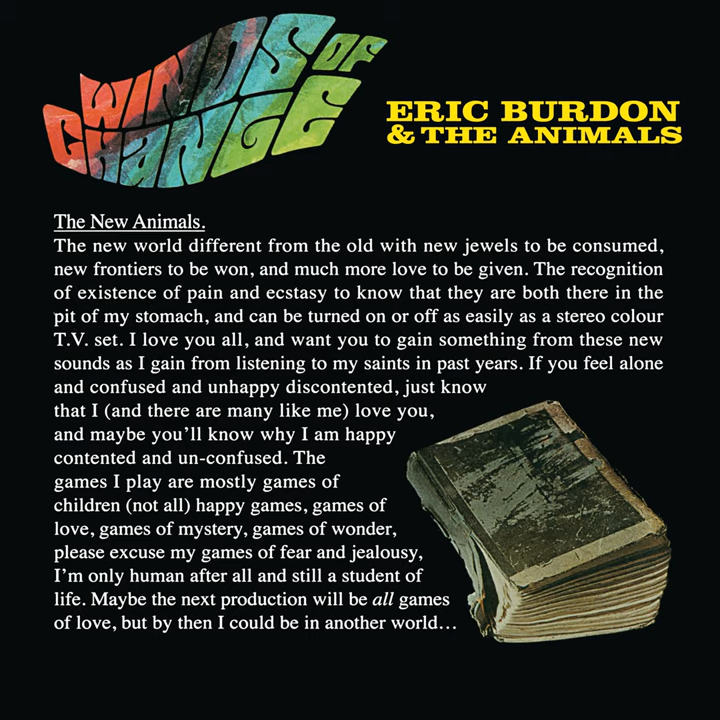 WINDS OF
CHANGE
ERIC BURDON
& THE ANIMALS
The New Animals.
The new world different from the old with new jewels to be consumed,
new frontiers to be won, and much more love to be given. The recognition
of existence of pain and ecstasy to know that they are both there in the
pit of my stomach, and can be turned on or off as easily as a stereo colour
T.V. set. I love you all, and want you to gain something from these new
sounds as I gain from listening to my saints in past years. If you feel alone
and confused and unhappy discontented, just know
that I (and there are many like me) love you,
and maybe you'll know why I am happy
contented and un-confused. The
games I play are mostly games of
children (not all) happy games, games of
love, games of mystery, games of wonder,
please excuse my games of fear and jealousy,
I'm only human after all and still a student of
life. Maybe the next production will be all games
of love, but by then I could be in another world...